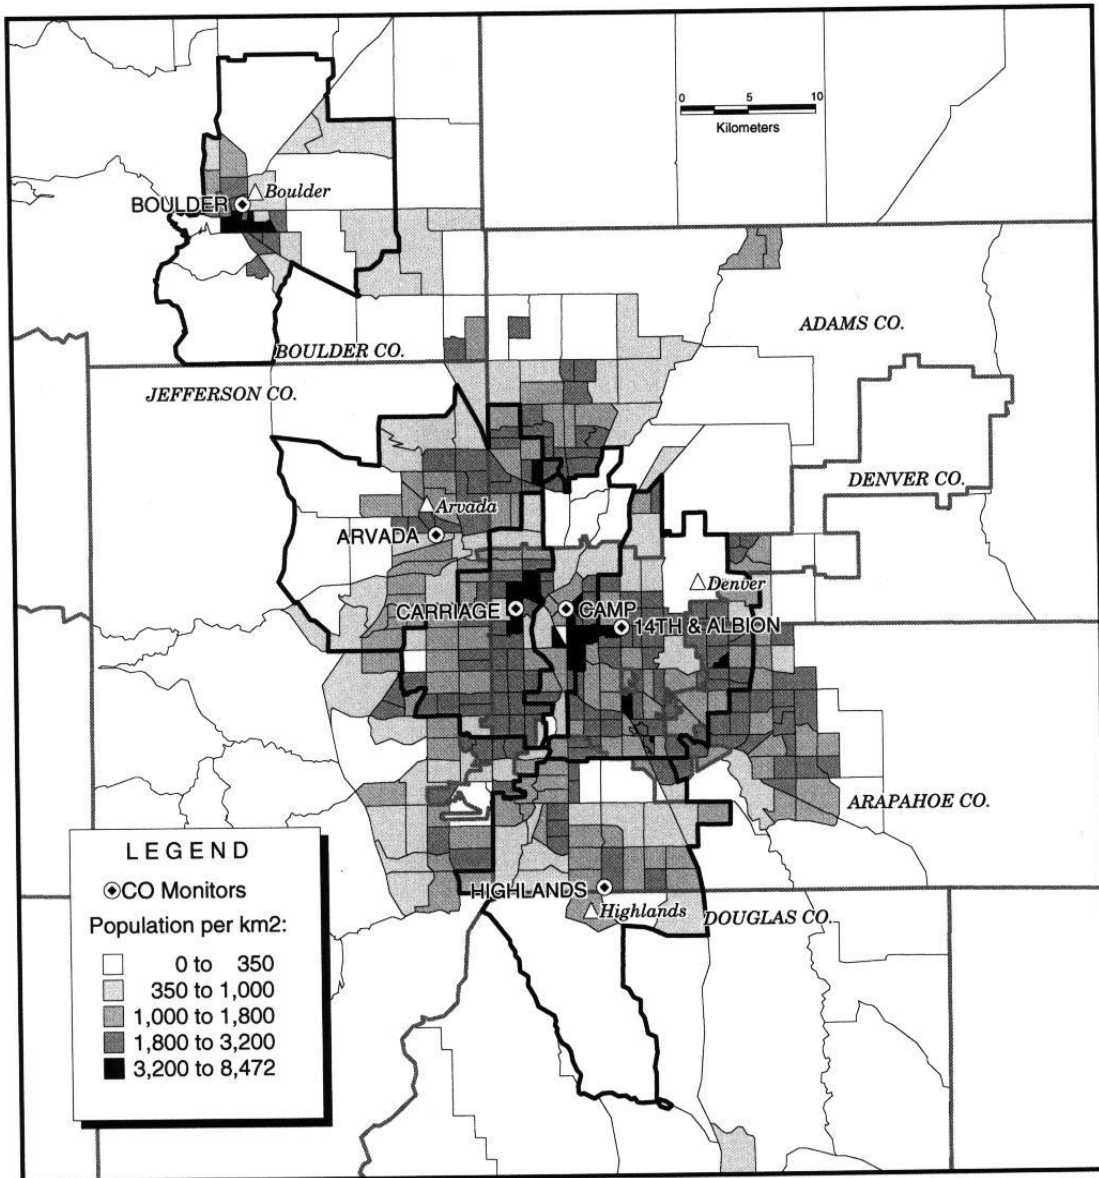 0 5 10
Kilometers
Boulder
BOULDER
ADAMS CO.
BOULDER CO.
JEFFERSON CO.
DENVER CO.
Arvada
ARVADA
Denver
CARRIAGE
CAMP
14TH & ALBION
ARAPAHOE CO.
LEGEND
CO Monitors
Population per km2:
0 to 350
350 to 1,000
1,000 to 1,800
1,800 to 3,200
3,200 to 8,472
HIGHLANDS
Highlands
DOUGLAS CO.